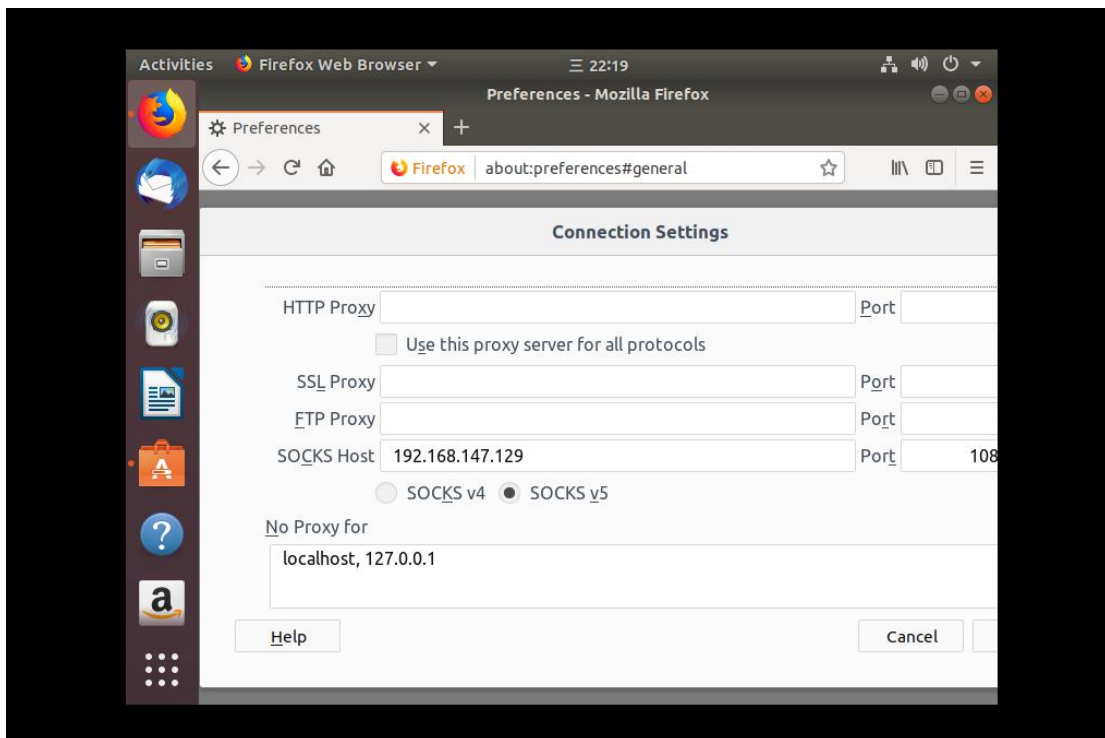 Activities Firefox Web Browser 三 22:19
Preferences - Mozilla Firefox
Preferences
Firefox about:preferences#general
Connection Settings
HTTP Proxy Port
Use this proxy server for all protocols
SSL Proxy Port
FTP Proxy Port
SOCKS Host 192.168.147.129 Port 108
SOCKS v4 SOCKS v5
No Proxy for
localhost, 127.0.0.1
Help Cancel